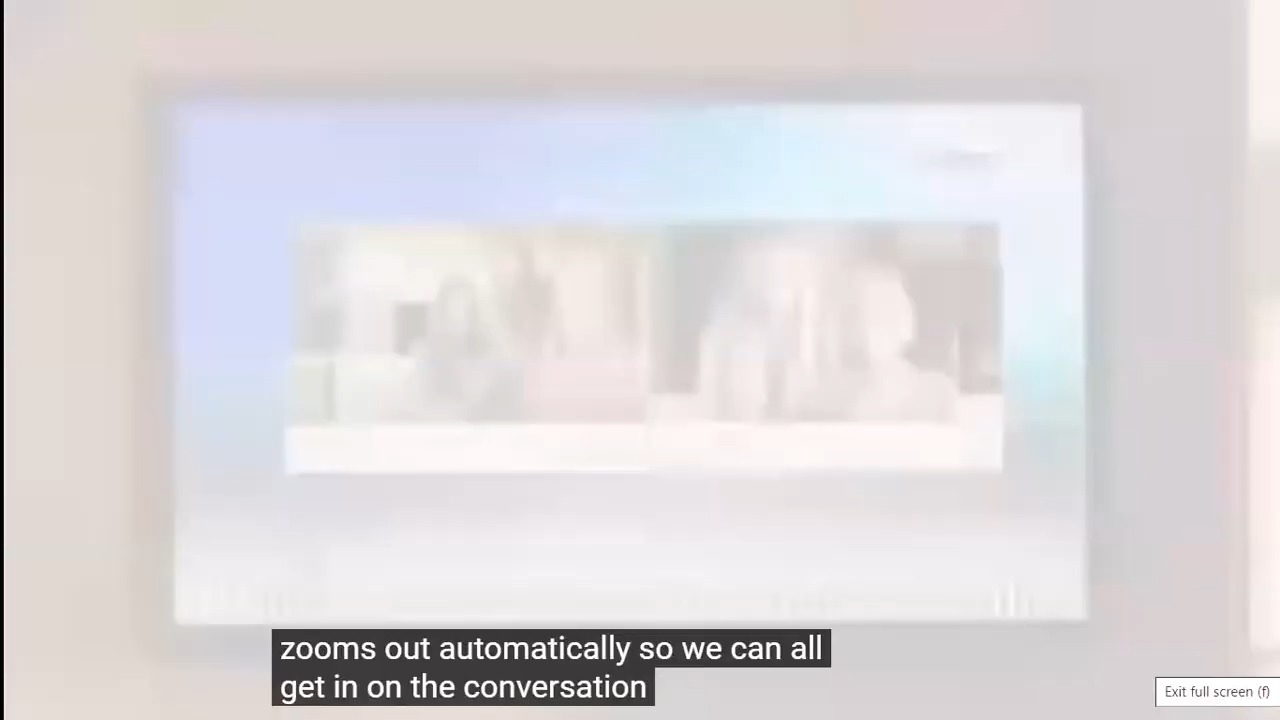 zooms out automatically so we can all
get in on the conversation
Exit full screen (f)